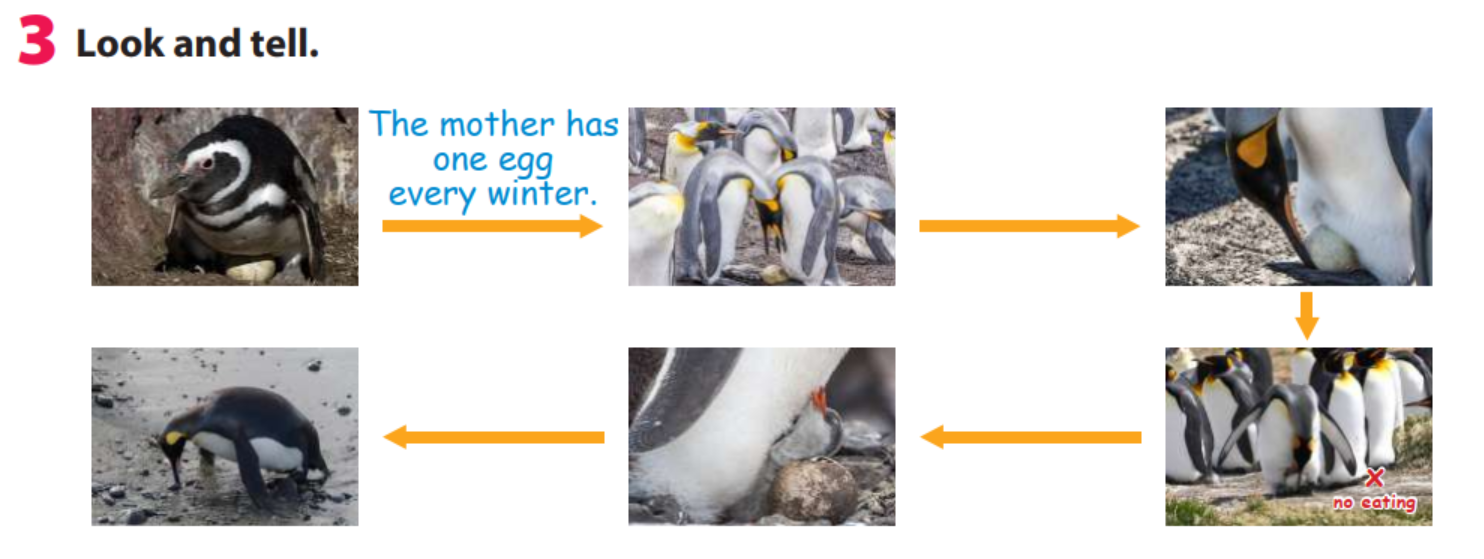 3 Look and tell.
The mother has
one egg
every winter.
X
no eating